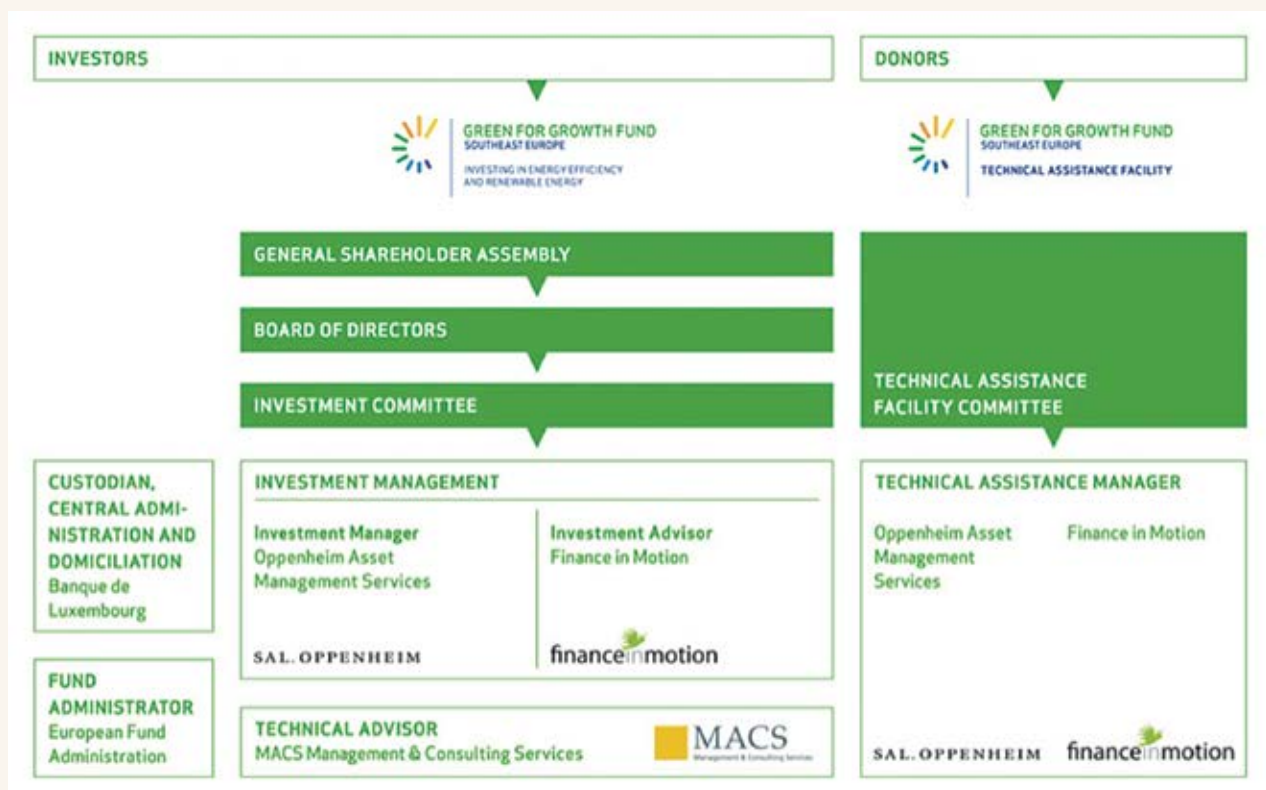 INVESTORS
DONORS
GREEN FOR GROWTH FUND
SOUTHEAST EUROPE
INVESTING IN ENERGY EFFICIENCY
AND RENEWABLE ENERGY
GREEN FOR GROWTH FUND
SOUTHEAST EUROPE
TECHNICAL ASSISTANCE FACILITY
GENERAL SHAREHOLDER ASSEMBLY
BOARD OF DIRECTORS
INVESTMENT COMMITTEE
TECHNICAL ASSISTANCE
FACILITY COMMITTEE
CUSTODIAN,
CENTRAL ADMI-
NISTRATION AND
DOMICILIATION
Banque de
Luxembourg
FUND
ADMINISTRATOR
European Fund
Administration
INVESTMENT MANAGEMENT
Investment Manager
Oppenheim Asset
Management Services
SAL. OPPENHEIM
Investment Advisor
Finance in Motion
financeinmotion
TECHNICAL ADVISOR
MACS Management & Consulting Services
MACS
Management & Consulting Services
TECHNICAL ASSISTANCE MANAGER
Oppenheim Asset
Management
Services
Finance in Motion
SAL. OPPENHEIM
financeinmotion